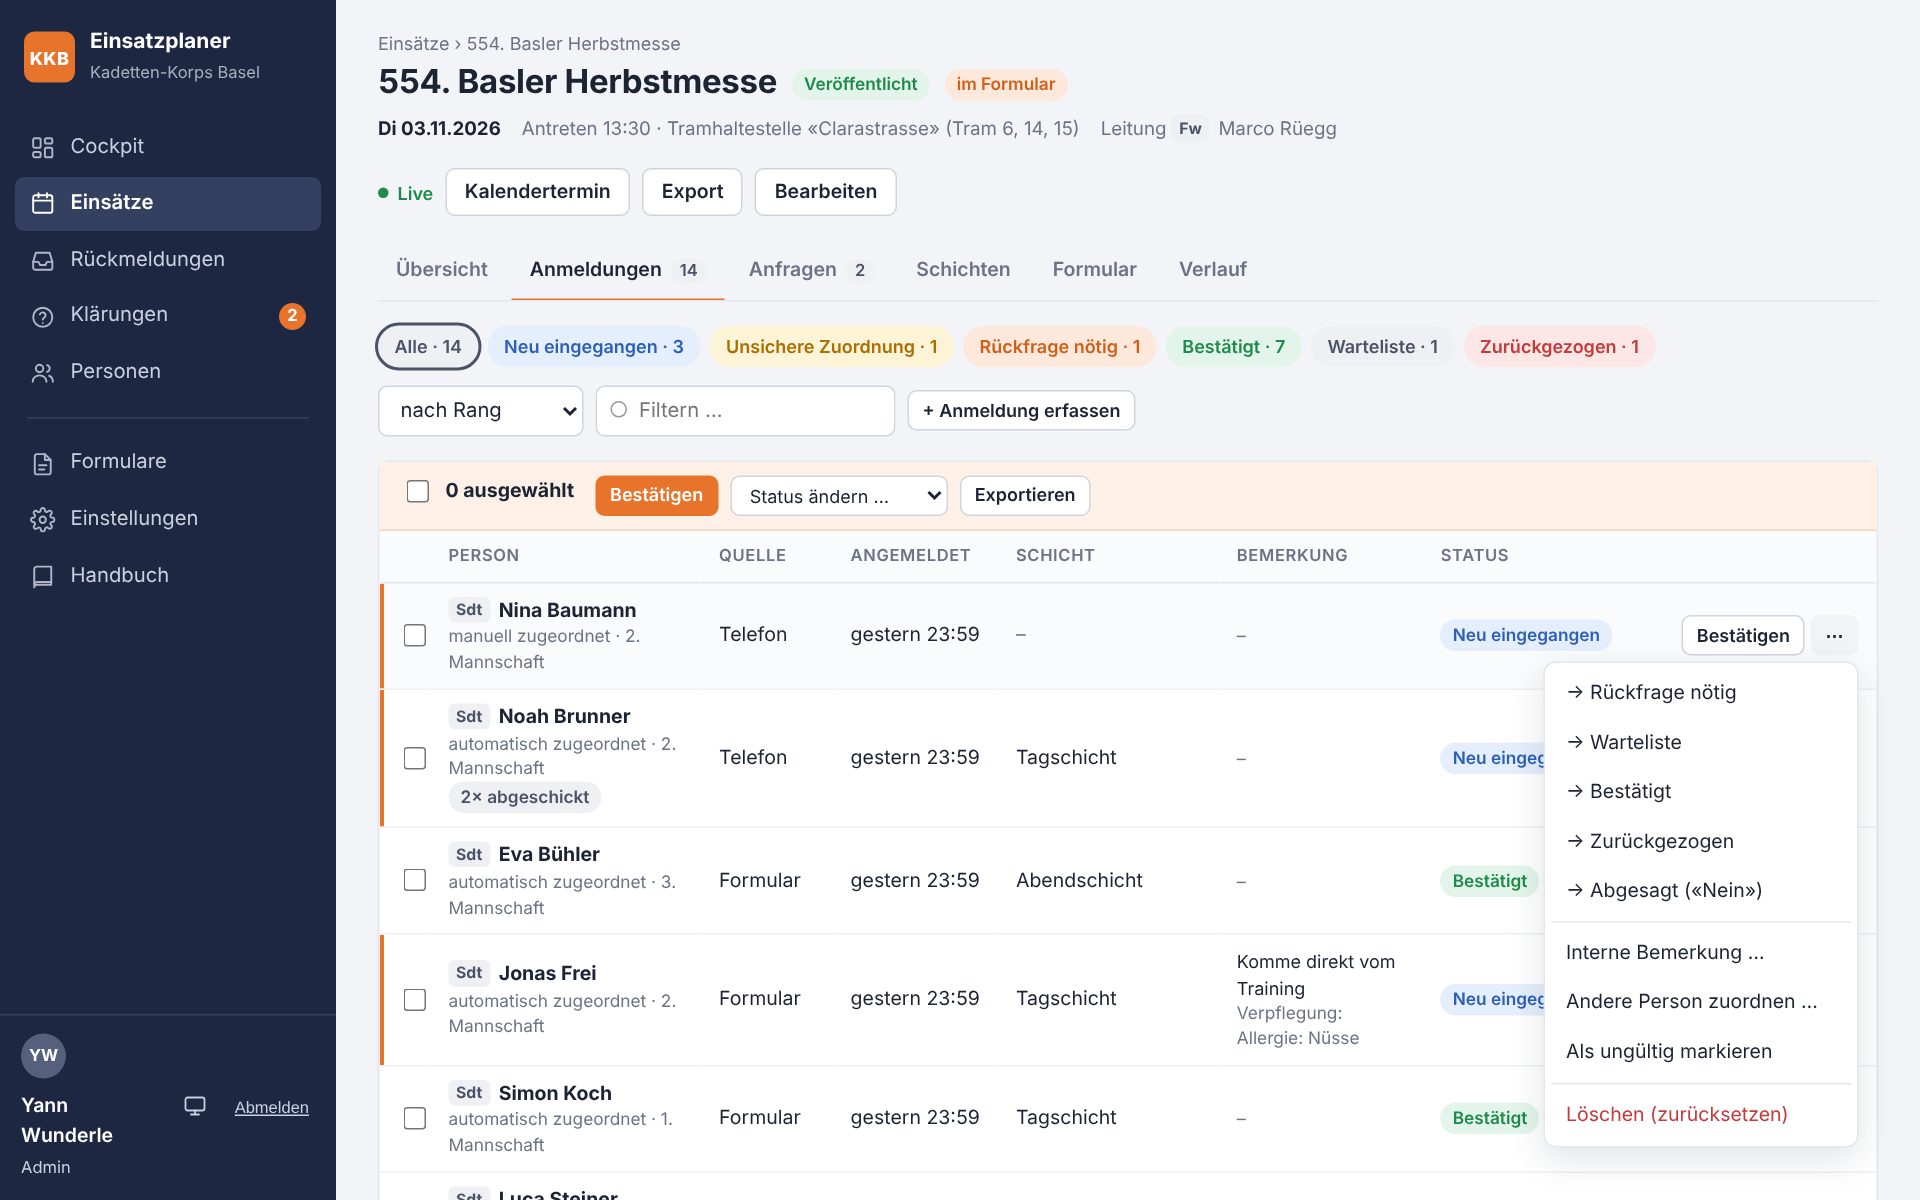 KKB
Einsatzplaner
Kadetten-Korps Basel
Cockpit
Einsätze
Rückmeldungen
Klärungen 2
Personen
Formulare
Einstellungen
Handbuch
YW
Yann Wunderle
Admin
Abmelden
Einsätze › 554. Basler Herbstmesse
554. Basler Herbstmesse Veröffentlicht im Formular
Di 03.11.2026 Antreten 13:30 · Tramhaltestelle «Clarastrasse» (Tram 6, 14, 15) Leitung Fw Marco Rüegg
Live Kalendertermin Export Bearbeiten
Übersicht Anmeldungen 14 Anfragen 2 Schichten Formular Verlauf
Alle · 14 Neu eingegangen · 3 Unsichere Zuordnung · 1 Rückfrage nötig · 1 Bestätigt · 7 Warteliste · 1 Zurückgezogen · 1
nach Rang Filtern ... + Anmeldung erfassen
0 ausgewählt Bestätigen Status ändern ... Exportieren
PERSON QUELLE ANGEMELDET SCHICHT BEMERKUNG STATUS
Sdt Nina Baumann
manuell zugeordnet · 2.
Mannschaft
Telefon gestern 23:59 – – Neu eingegangen Bestätigen ...
Sdt Noah Brunner
automatisch zugeordnet · 2.
Mannschaft
2× abgeschickt
Telefon gestern 23:59 Tagschicht – Neu eingeg
Sdt Eva Bühler
automatisch zugeordnet · 3.
Mannschaft
Formular gestern 23:59 Abendschicht – Bestätigt
Sdt Jonas Frei
automatisch zugeordnet · 2.
Mannschaft
Formular gestern 23:59 Tagschicht
Komme direkt vom
Training
Verpflegung:
Allergie: Nüsse
Neu eingeg
Sdt Simon Koch
automatisch zugeordnet · 1.
Mannschaft
Formular gestern 23:59 Tagschicht – Bestätigt
Sdt Luca Steiner
→ Rückfrage nötig
→ Warteliste
→ Bestätigt
→ Zurückgezogen
→ Abgesagt («Nein»)
Interne Bemerkung ...
Andere Person zuordnen ...
Als ungültig markieren
Löschen (zurücksetzen)